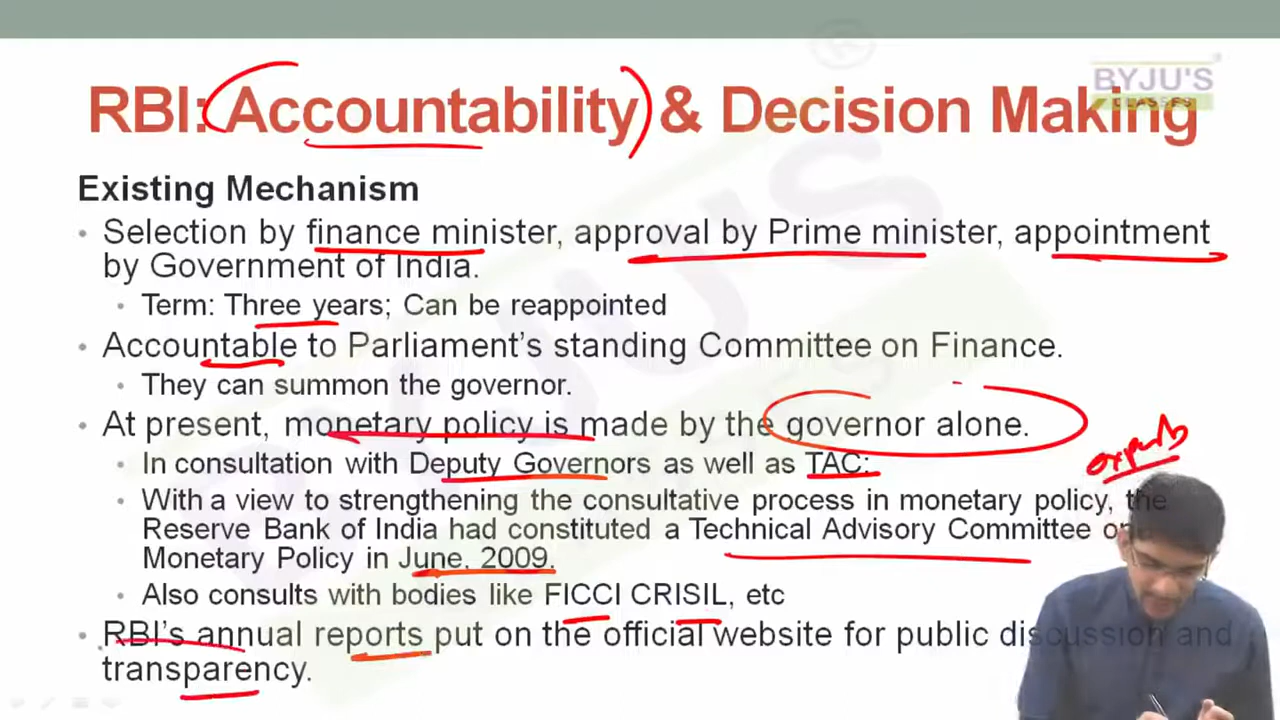 BYJU'S
CLASSES
RBI: Accountability & Decision Making
Existing Mechanism
• Selection by finance minister, approval by Prime minister, appointment
by Government of India.
• Term: Three years; Can be reappointed
• Accountable to Parliament's standing Committee on Finance.
• They can summon the governor.
• At present, monetary policy is made by the governor alone.
experts
• In consultation with Deputy Governors as well as TAC:
• With a view to strengthening the consultative process in monetary policy, the
Reserve Bank of India had constituted a Technical Advisory Committee on
Monetary Policy in June, 2009.
• Also consults with bodies like FICCI CRISIL, etc
• RBI's annual reports put on the official website for public discussion and
transparency.